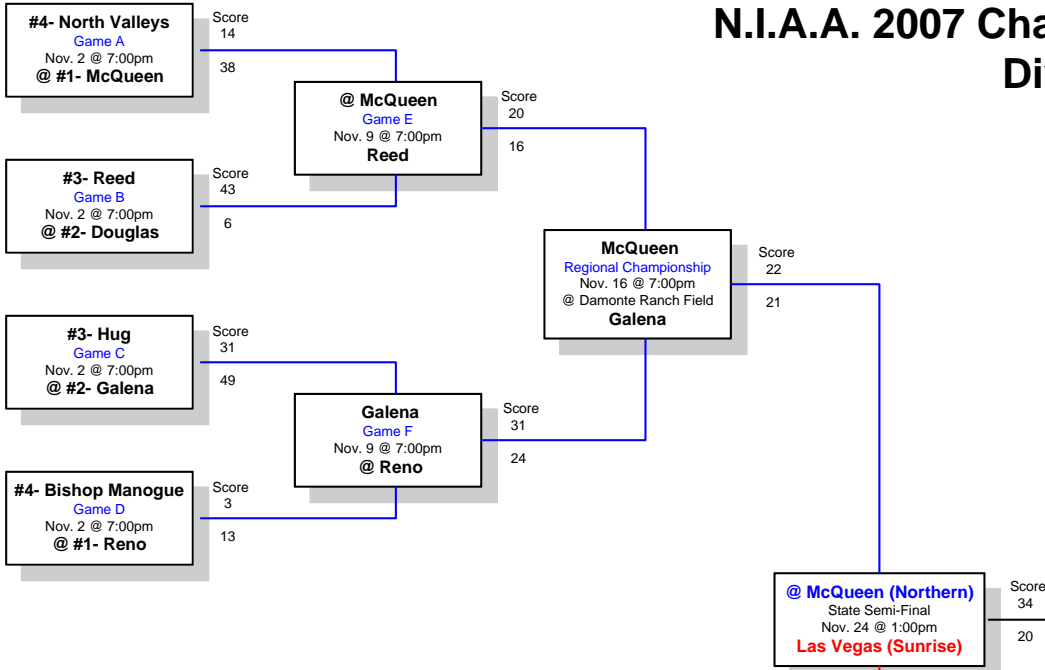 N.I.A.A. 2007 Cha
Di
#4- North Valleys
Game A
Nov. 2 @ 7:00pm
@ #1- McQueen
Score
14
38
@ McQueen
Game E
Nov. 9 @ 7:00pm
Reed
Score
20
16
#3- Reed
Game B
Nov. 2 @ 7:00pm
@ #2- Douglas
Score
43
6
McQueen
Regional Championship
Nov. 16 @ 7:00pm
@ Damonte Ranch Field
Galena
Score
22
21
#3- Hug
Game C
Nov. 2 @ 7:00pm
@ #2- Galena
Score
31
49
Galena
Game F
Nov. 9 @ 7:00pm
@ Reno
Score
31
24
#4- Bishop Manogue
Game D
Nov. 2 @ 7:00pm
@ #1- Reno
Score
3
13
@ McQueen (Northern)
State Semi-Final
Nov. 24 @ 1:00pm
Las Vegas (Sunrise)
Score
34
20